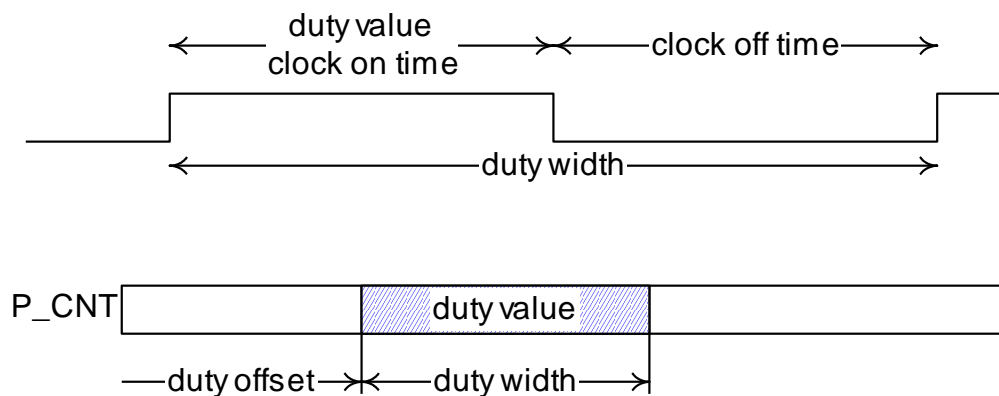 duty value
clock on time
clock off time
duty width
P_CNT
duty value
duty offset
duty width